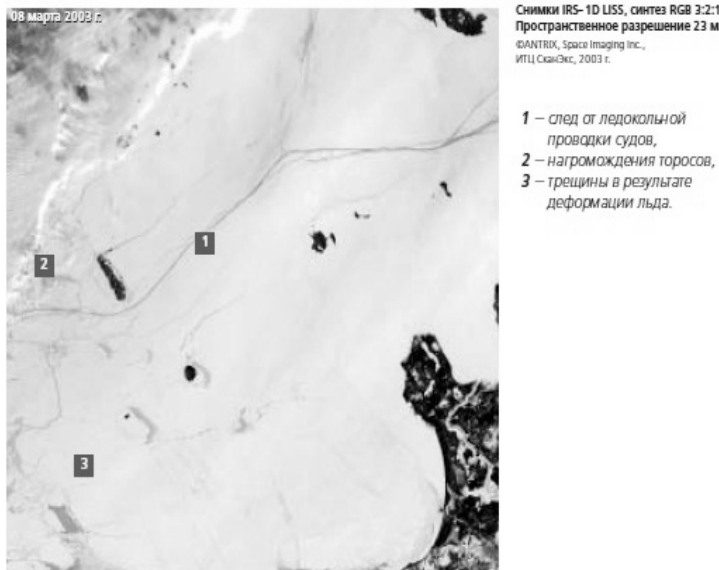 08 марта 2003 г.
Снимки IRS-1D LISS, синтез RGB 3:2:1
Пространственное разрешение 23 м
©ANTRIX, Space Imaging Inc.,
ИТЦ СканЭкс, 2003 г.
1 – след от ледокольной
проводки судов,
2 – нагромождения торосов,
3 – трещины в результате
деформации льда.
1
2
3